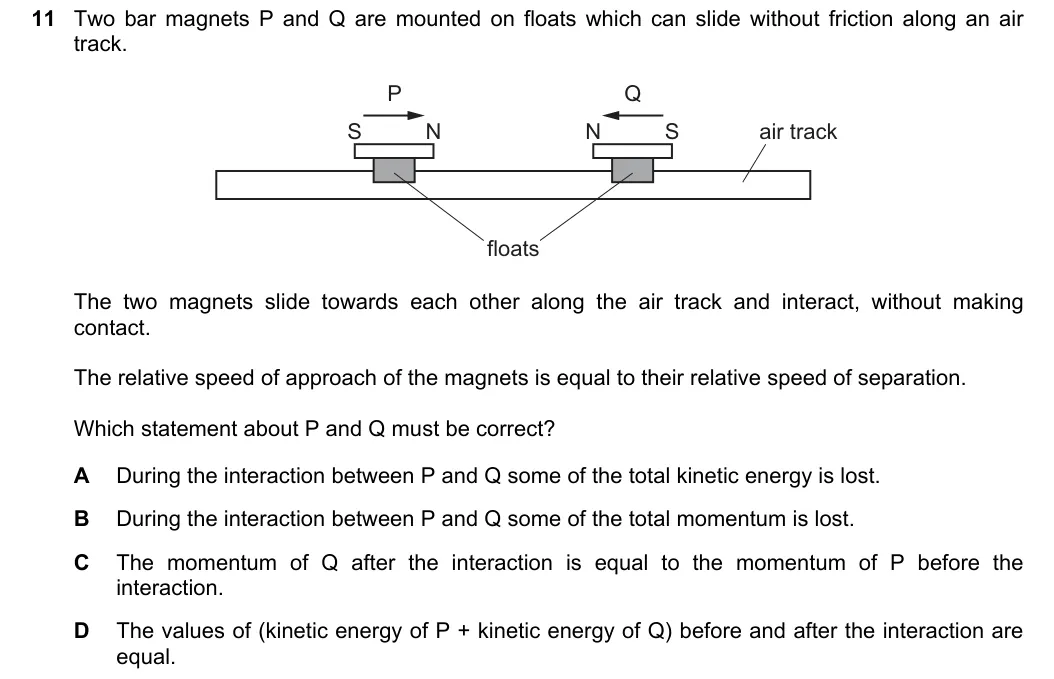 11 Two bar magnets P and Q are mounted on floats which can slide without friction along an air
track.
P
Q
S
N
N
S
air track
floats
The two magnets slide towards each other along the air track and interact, without making
contact.
The relative speed of approach of the magnets is equal to their relative speed of separation.
Which statement about P and Q must be correct?
A During the interaction between P and Q some of the total kinetic energy is lost.
B During the interaction between P and Q some of the total momentum is lost.
C The momentum of Q after the interaction is equal to the momentum of P before the
interaction.
D The values of (kinetic energy of P + kinetic energy of Q) before and after the interaction are
equal.